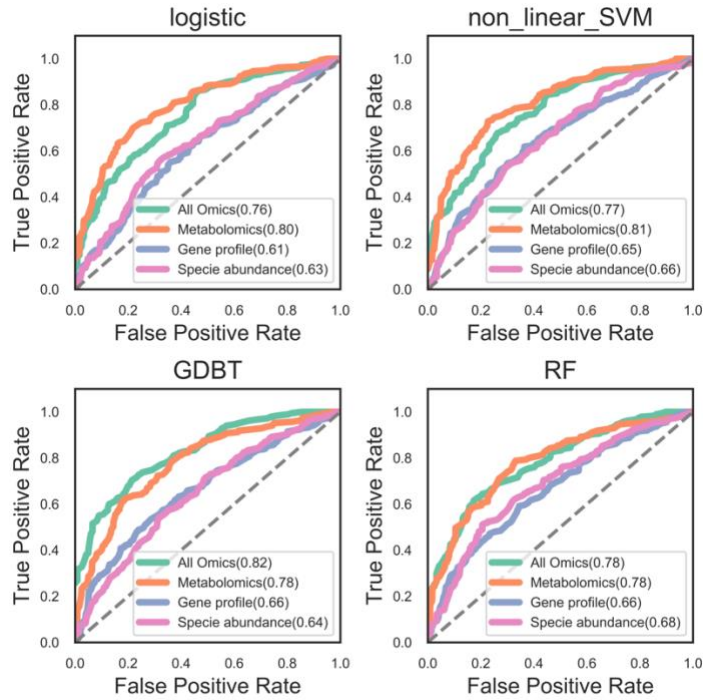 logistic
True Positive Rate
1.0
0.8
0.6
0.4
0.2
0.0
All Omics(0.76)
Metabolomics(0.80)
Gene profile(0.61)
Specie abundance(0.63)
0.0 0.2 0.4 0.6 0.8 1.0
False Positive Rate
non_linear_SVM
True Positive Rate
1.0
0.8
0.6
0.4
0.2
0.0
All Omics(0.77)
Metabolomics(0.81)
Gene profile(0.65)
Specie abundance(0.66)
0.0 0.2 0.4 0.6 0.8 1.0
False Positive Rate
GDBT
True Positive Rate
1.0
0.8
0.6
0.4
0.2
0.0
All Omics(0.82)
Metabolomics(0.78)
Gene profile(0.66)
Specie abundance(0.64)
0.0 0.2 0.4 0.6 0.8 1.0
False Positive Rate
RF
True Positive Rate
1.0
0.8
0.6
0.4
0.2
0.0
All Omics(0.78)
Metabolomics(0.78)
Gene profile(0.66)
Specie abundance(0.68)
0.0 0.2 0.4 0.6 0.8 1.0
False Positive Rate